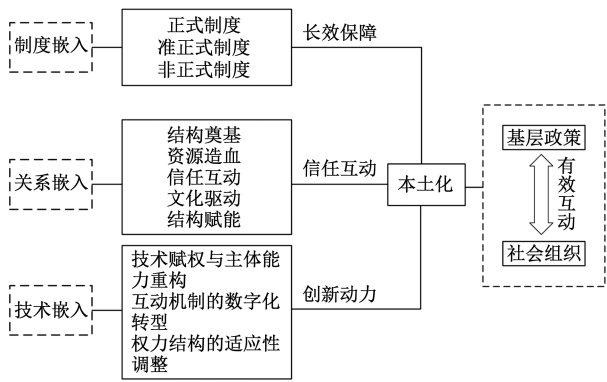 制度嵌入
正式制度
准正式制度
非正式制度
长效保障
关系嵌入
结构奠基
资源造血
信任互动
文化驱动
结构赋能
信任互动
技术嵌入
技术赋权与主体能
力重构
互动机制的数字化
转型
权力结构的适应性
调整
创新动力
本土化
基层政策
有效互动
社会组织